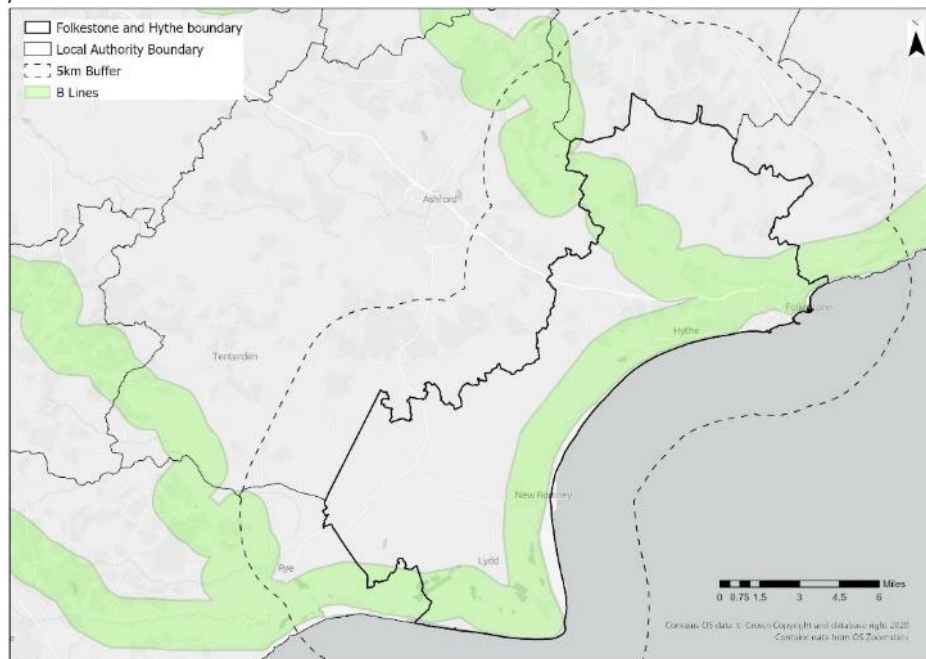 Folkestone and Hythe boundary
Local Authority Boundary
5km Buffer
B Lines
Ashford
Folkestone
Hythe
Tenterden
New Romney
Lydd
Rye
Miles
0 0.75 1.5 3 4.5 6
Contains OS data © Crown Copyright and database right 2020
Contains data from OS Zoomstack